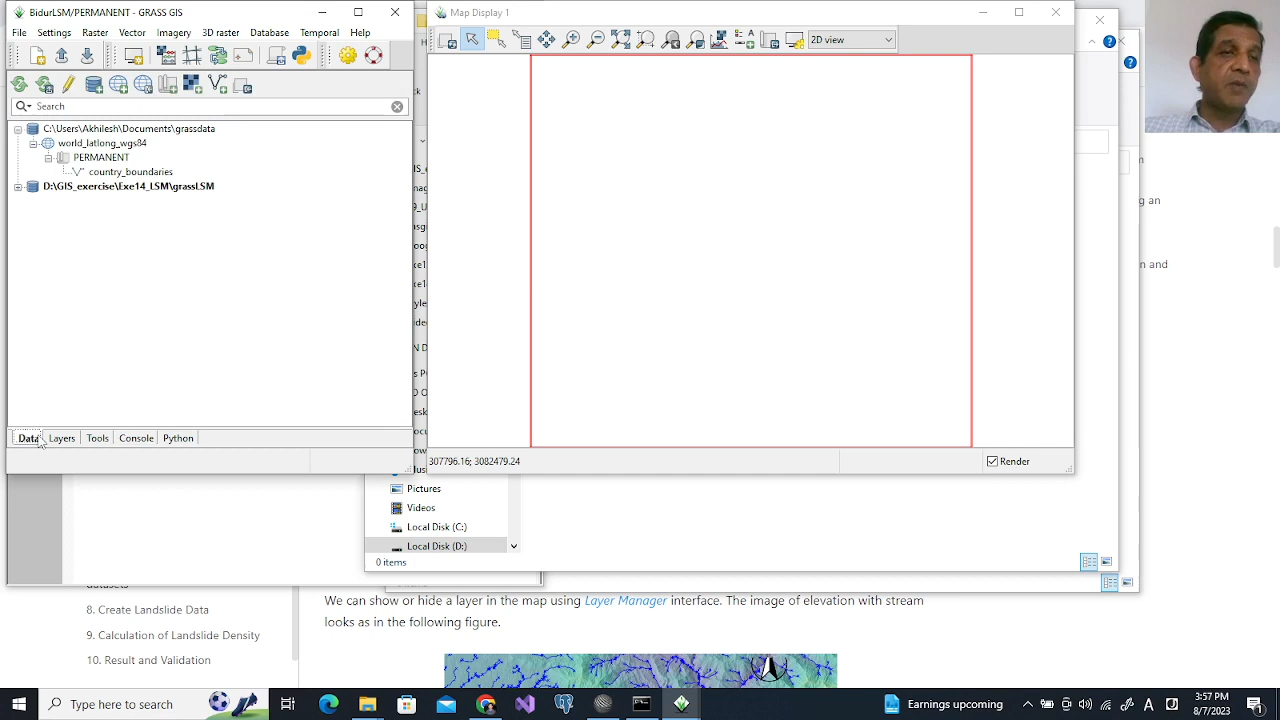 BidurLSM/PERMANENT - GRASS GIS
File Settings Raster Vector Imagery 3D raster Database Temporal Help
Search
C:\Users\Akhilesh\Documents\grassdata
world_latlong_wgs84
PERMANENT
country_boundaries
D:\GIS_exercise\Exe14_LSM\grassLSM
Data Layers Tools Console Python
Map Display 1
2D view
307796.16; 3082479.24
Render
Pictures
Videos
Local Disk (C:)
Local Disk (D:)
0 items
g an
n and
8. Create Landslide Data
9. Calculation of Landslide Density
10. Result and Validation
We can show or hide a layer in the map using Layer Manager interface. The image of elevation with stream
looks as in the following figure.
Type here to search
Earnings upcoming
3:57 PM
8/7/2023